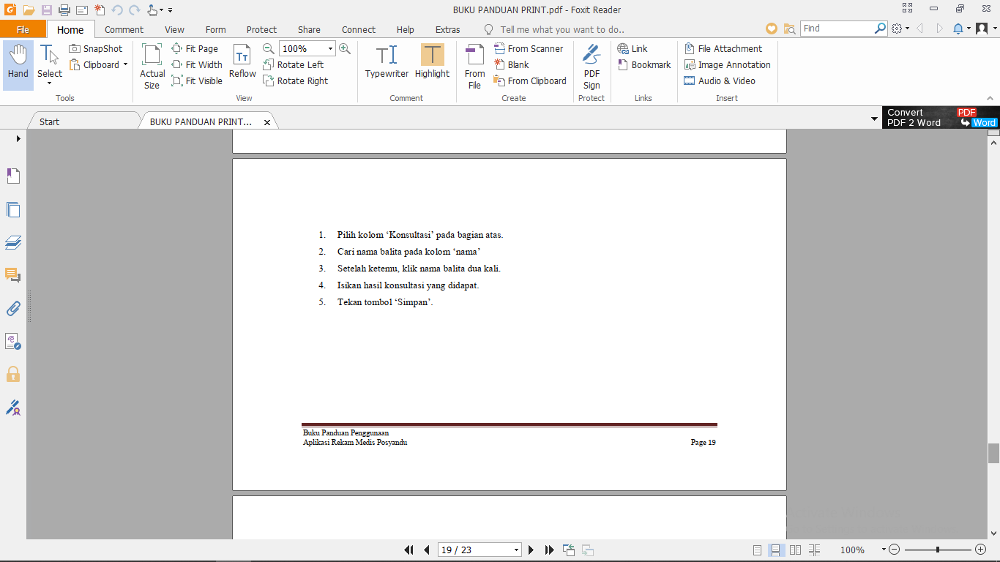 BUKU PANDUAN PRINT.pdf - Foxit Reader
File Home Comment View Form Protect Share Connect Help Extras Tell me what you want to do.. Find
Hand
Select
SnapShot
Clipboard
Tools
Actual Size
Fit Page
Fit Width
Fit Visible
Reflow
100%
Rotate Left
Rotate Right
View
Typewriter
Highlight
Comment
From File
From Scanner
Blank
From Clipboard
Create
PDF Sign
Protect
Link
Bookmark
Links
File Attachment
Image Annotation
Audio & Video
Insert
Start
BUKU PANDUAN PRINT...
Convert PDF
PDF 2 Word Word
1. Pilih kolom ‘Konsultasi’ pada bagian atas.
2. Cari nama balita pada kolom ‘nama’
3. Setelah ketemu, klik nama balita dua kali.
4. Isikan hasil konsultasi yang didapat.
5. Tekan tombol ‘Simpan’.
Buku Panduan Penggunaan
Aplikasi Rekam Medis Posyandu Page 19
19 / 23
100%